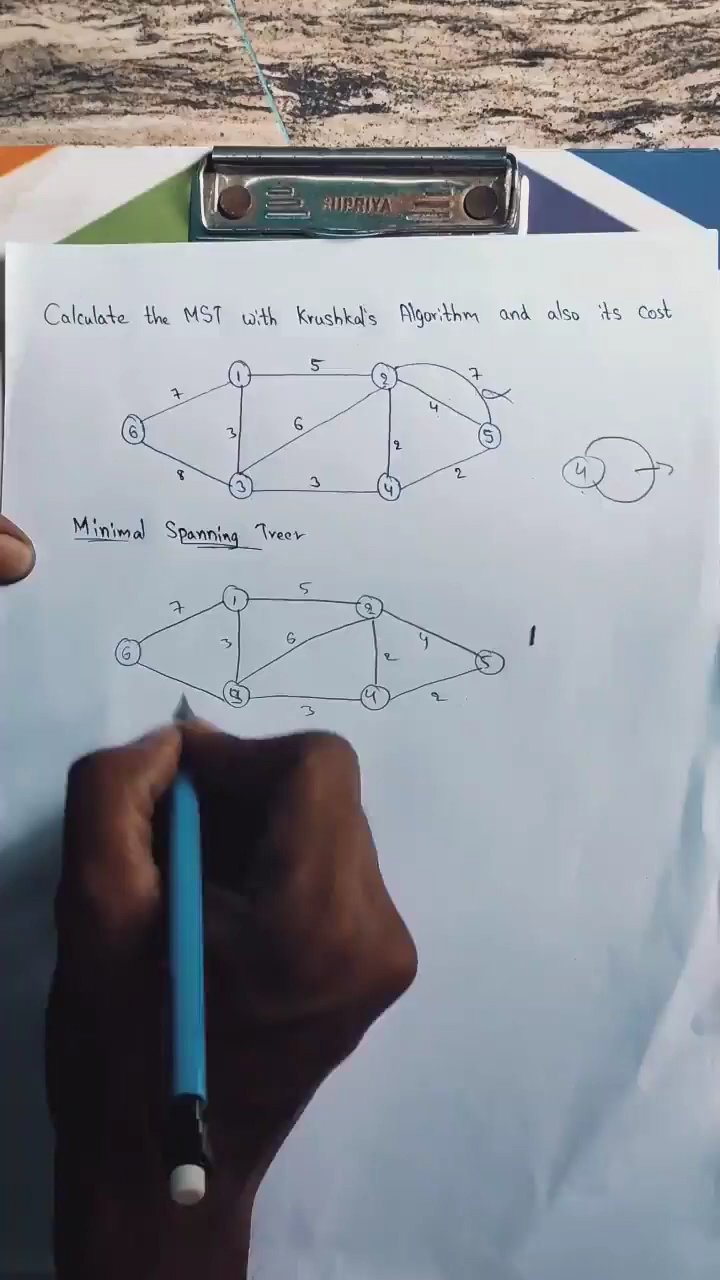 RUPRIYA
Calculate the MST with Krushkal's Algorithm and also its cost
1 5 2 7
7 4
6 3 6 2 5
8 3 3 4 2
4
Minimal Spanning Treer
1 5 2
7 3 6 2 4
6 5
3 4 2
3